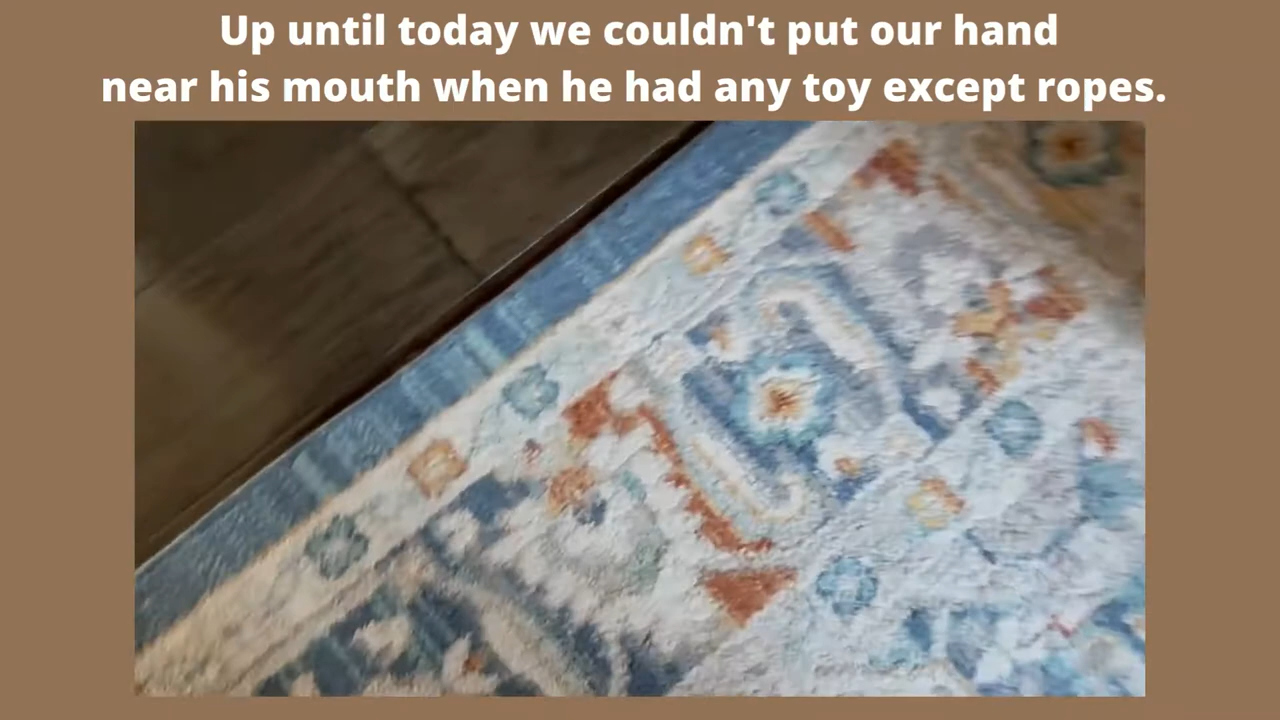 Up until today we couldn't put our hand
near his mouth when he had any toy except ropes.